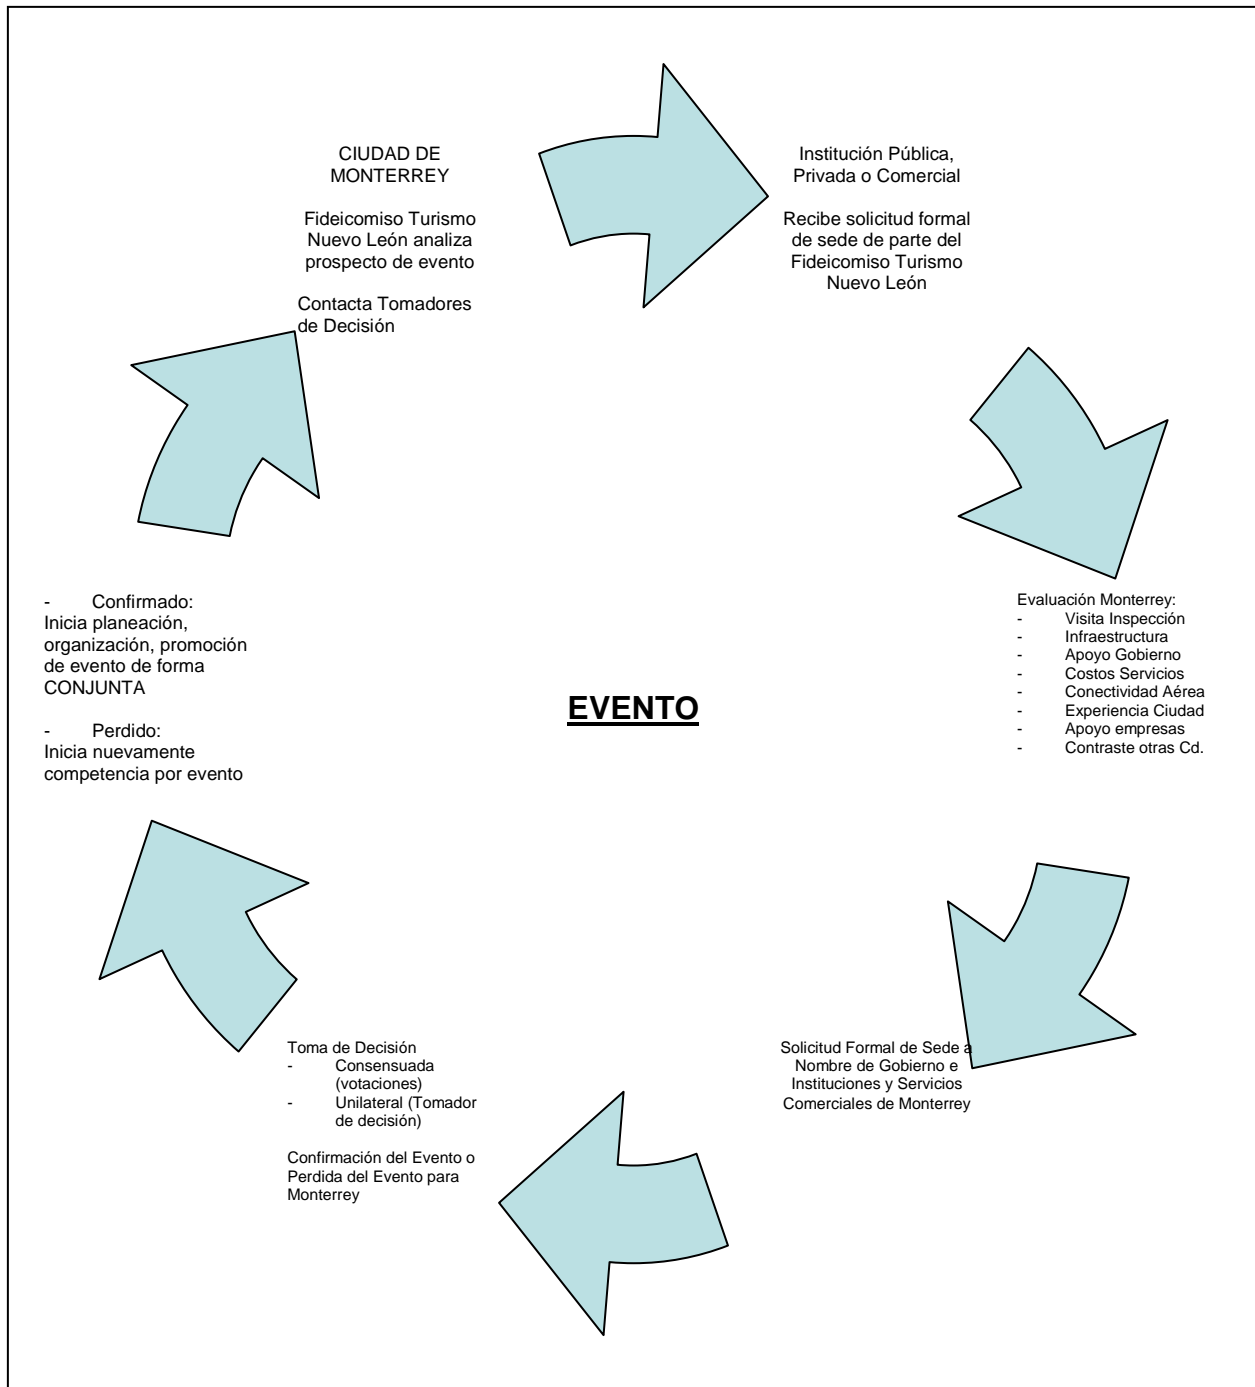 CIUDAD DE
MONTERREY
Fideicomiso Turismo
Nuevo León analiza
prospecto de evento
Contacta Tomadores
de Decisión
Institución Pública,
Privada o Comercial
Recibe solicitud formal
de sede de parte del
Fideicomiso Turismo
Nuevo León
Evaluación Monterrey:
- Visita Inspección
- Infraestructura
- Apoyo Gobierno
- Costos Servicios
- Conectividad Aérea
- Experiencia Ciudad
- Apoyo empresas
- Contraste otras Cd.
Solicitud Formal de Sede a
Nombre de Gobierno e
Instituciones y Servicios
Comerciales de Monterrey
Toma de Decisión
- Consensuada
(votaciones)
- Unilateral (Tomador
de decisión)
Confirmación del Evento o
Perdida del Evento para
Monterrey
- Confirmado:
Inicia planeación,
organización, promoción
de evento de forma
CONJUNTA
- Perdido:
Inicia nuevamente
competencia por evento
EVENTO